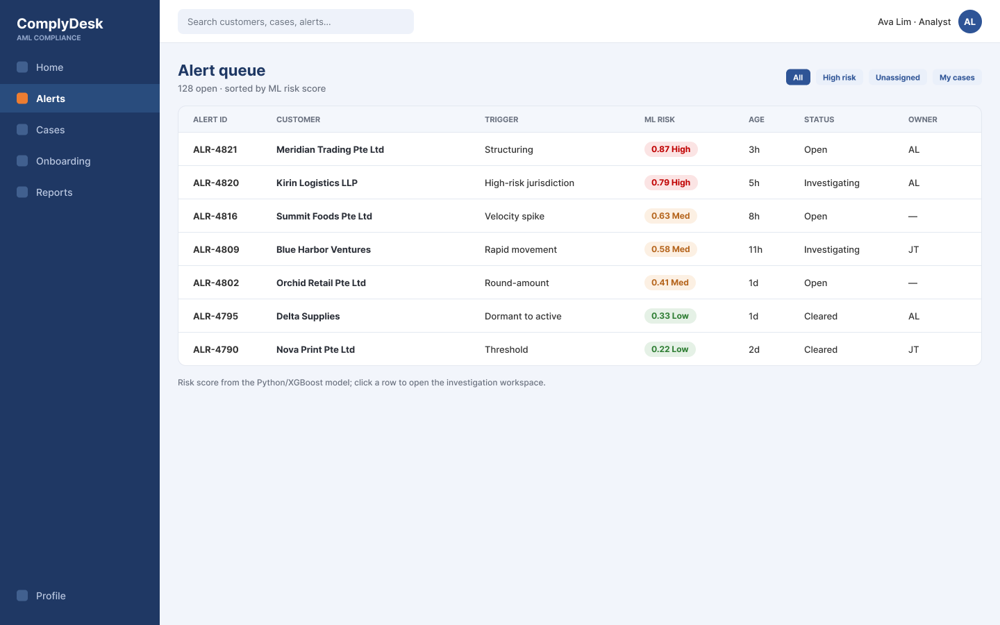 ComplyDesk
AML COMPLIANCE
Home
Alerts
Cases
Onboarding
Reports
Profile
Search customers, cases, alerts...
Ava Lim · Analyst AL
Alert queue
128 open · sorted by ML risk score
All High risk Unassigned My cases
ALERT ID CUSTOMER TRIGGER ML RISK AGE STATUS OWNER
ALR-4821 Meridian Trading Pte Ltd Structuring 0.87 High 3h Open AL
ALR-4820 Kirin Logistics LLP High-risk jurisdiction 0.79 High 5h Investigating AL
ALR-4816 Summit Foods Pte Ltd Velocity spike 0.63 Med 8h Open —
ALR-4809 Blue Harbor Ventures Rapid movement 0.58 Med 11h Investigating JT
ALR-4802 Orchid Retail Pte Ltd Round-amount 0.41 Med 1d Open —
ALR-4795 Delta Supplies Dormant to active 0.33 Low 1d Cleared AL
ALR-4790 Nova Print Pte Ltd Threshold 0.22 Low 2d Cleared JT
Risk score from the Python/XGBoost model; click a row to open the investigation workspace.